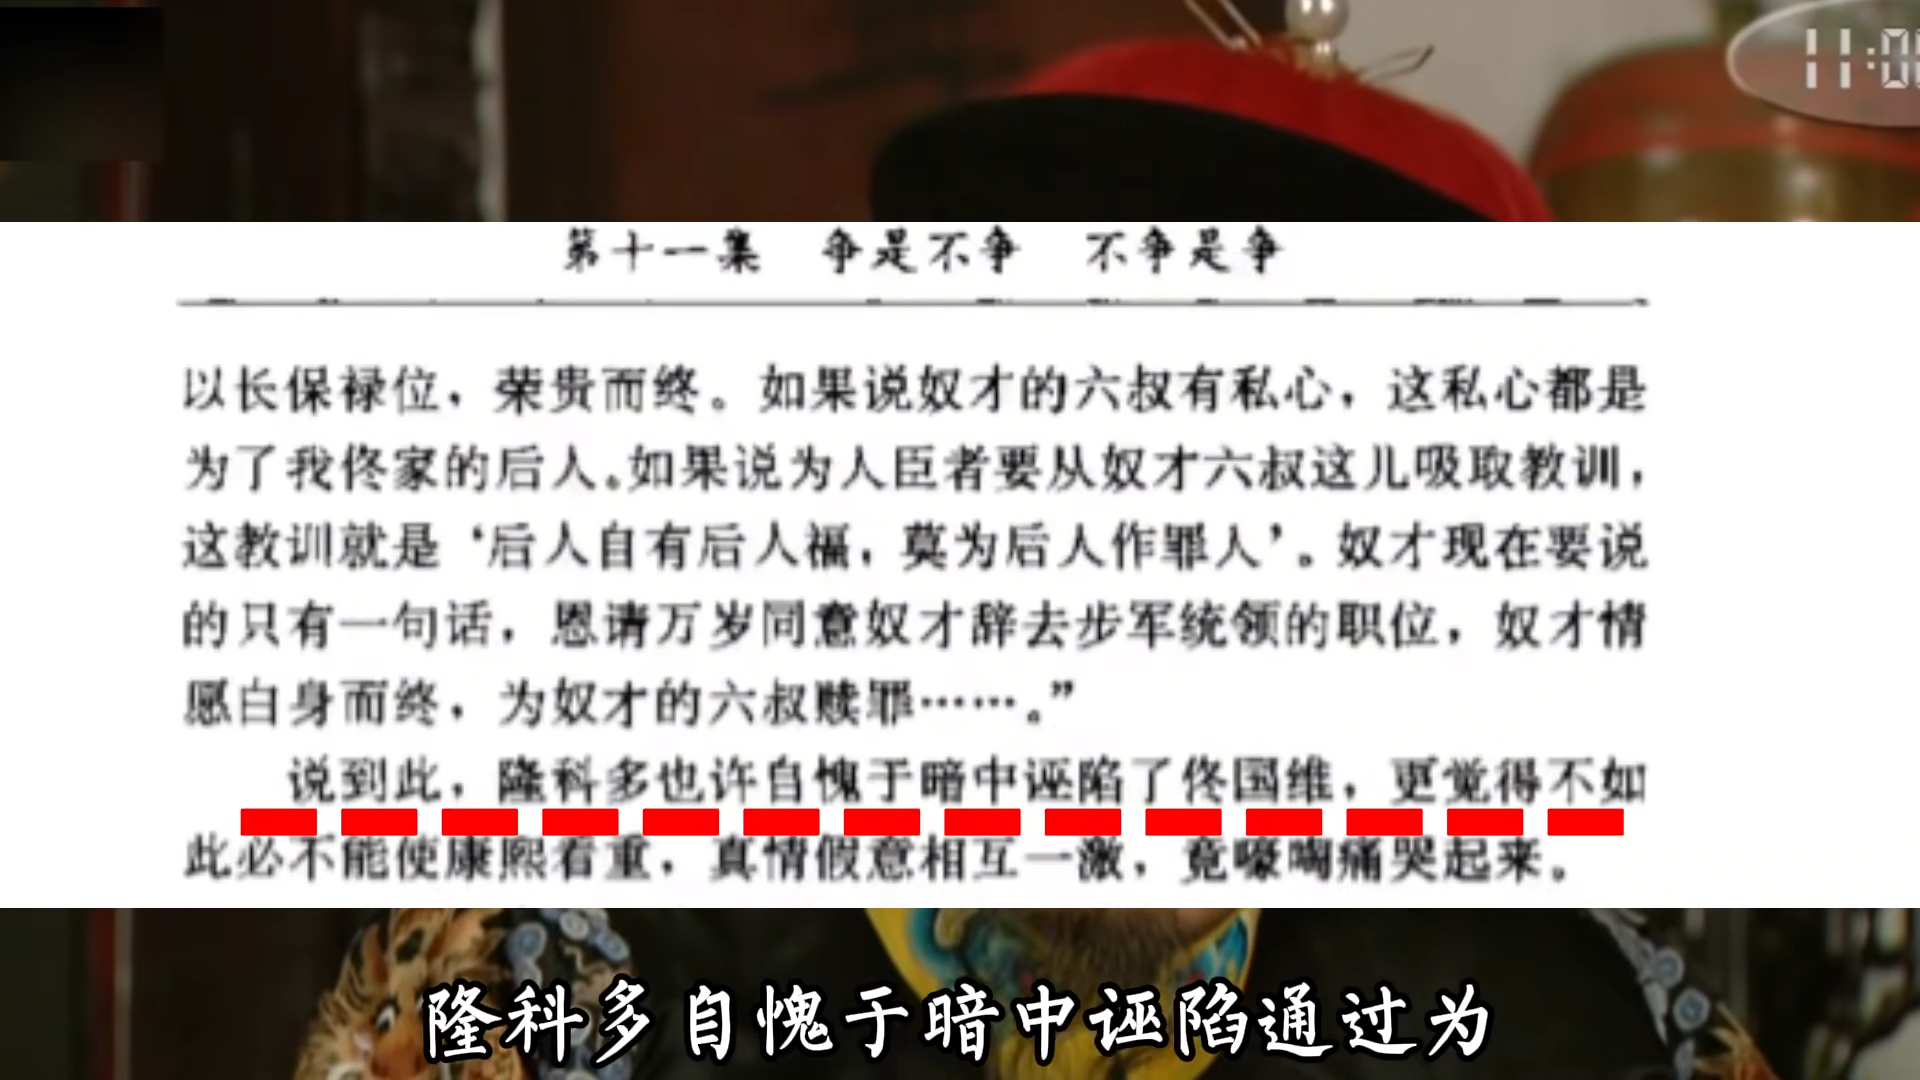 11:0
第十一集 争是不争 不争是争
以长保禄位，荣贵而终。如果说奴才的六叔有私心，这私心都是
为了我佟家的后人。如果说为人臣者要从奴才六叔这儿吸取教训，
这教训就是‘后人自有后人福，莫为后人作罪人’。奴才现在要说
的只有一句话，恩请万岁同意奴才辞去步军统领的职位，奴才情
愿白身而终，为奴才的六叔赎罪……。”
说到此，隆科多也许自愧于暗中诬陷了佟国维，更觉得不如
此必不能使康熙看重，真情假意相互一激，竟嚎啕痛哭起来。
隆科多自愧于暗中诬陷通过为